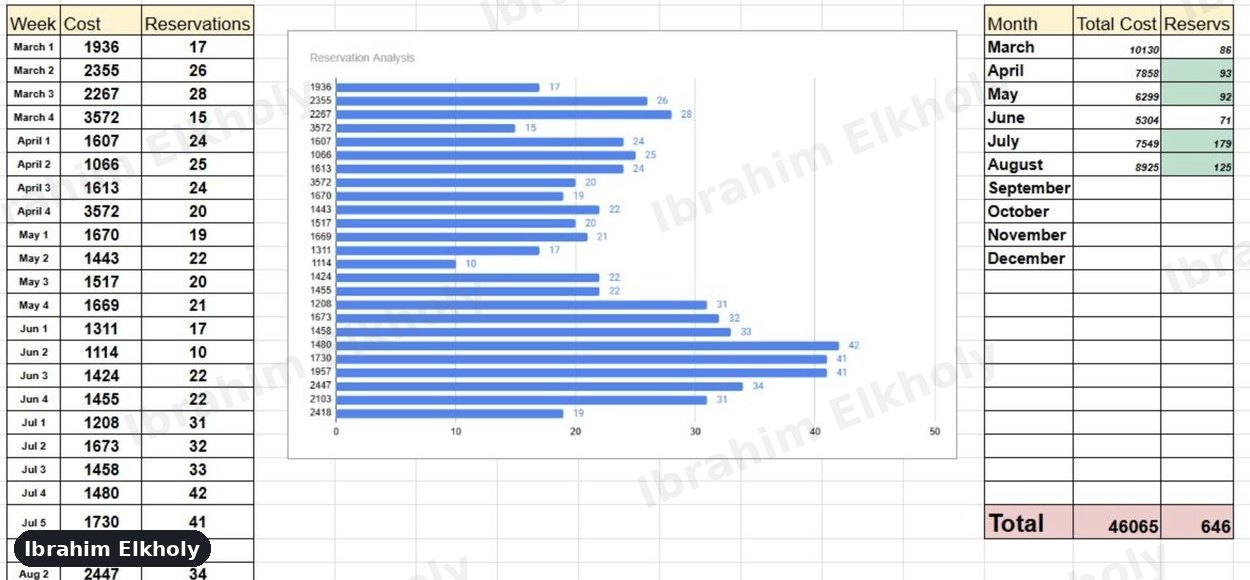 Week Cost Reservations
March 1 1936 17
March 2 2355 26
March 3 2267 28
March 4 3572 15
April 1 1607 24
April 2 1066 25
April 3 1613 24
April 4 3572 20
May 1 1670 19
May 2 1443 22
May 3 1517 20
May 4 1669 21
Jun 1 1311 17
Jun 2 1114 10
Jun 3 1424 22
Jun 4 1455 22
Jul 1 1208 31
Jul 2 1673 32
Jul 3 1458 33
Jul 4 1480 42
Jul 5 1730 41
Aug 2 2447 34
Reservation Analysis
1936 17
2355 26
2267 28
3572 15
1607 24
1066 25
1613 24
3572 20
1670 19
1443 22
1517 20
1669 21
1311 17
1114 10
1424 22
1455 22
1208 31
1673 32
1458 33
1480 42
1730 41
1957 41
2447 34
2103 31
2418 19
0 10 20 30 40 50
Month Total Cost Reservs
March 10130 86
April 7858 93
May 6299 92
June 5304 71
July 7549 179
August 8925 125
September
October
November
December
Total 46065 646
Ibrahim Elkholy
Ibrahim Elkholy
Ibrahim Elkholy
Ibrahim Elkholy
Ibrahim Elkholy